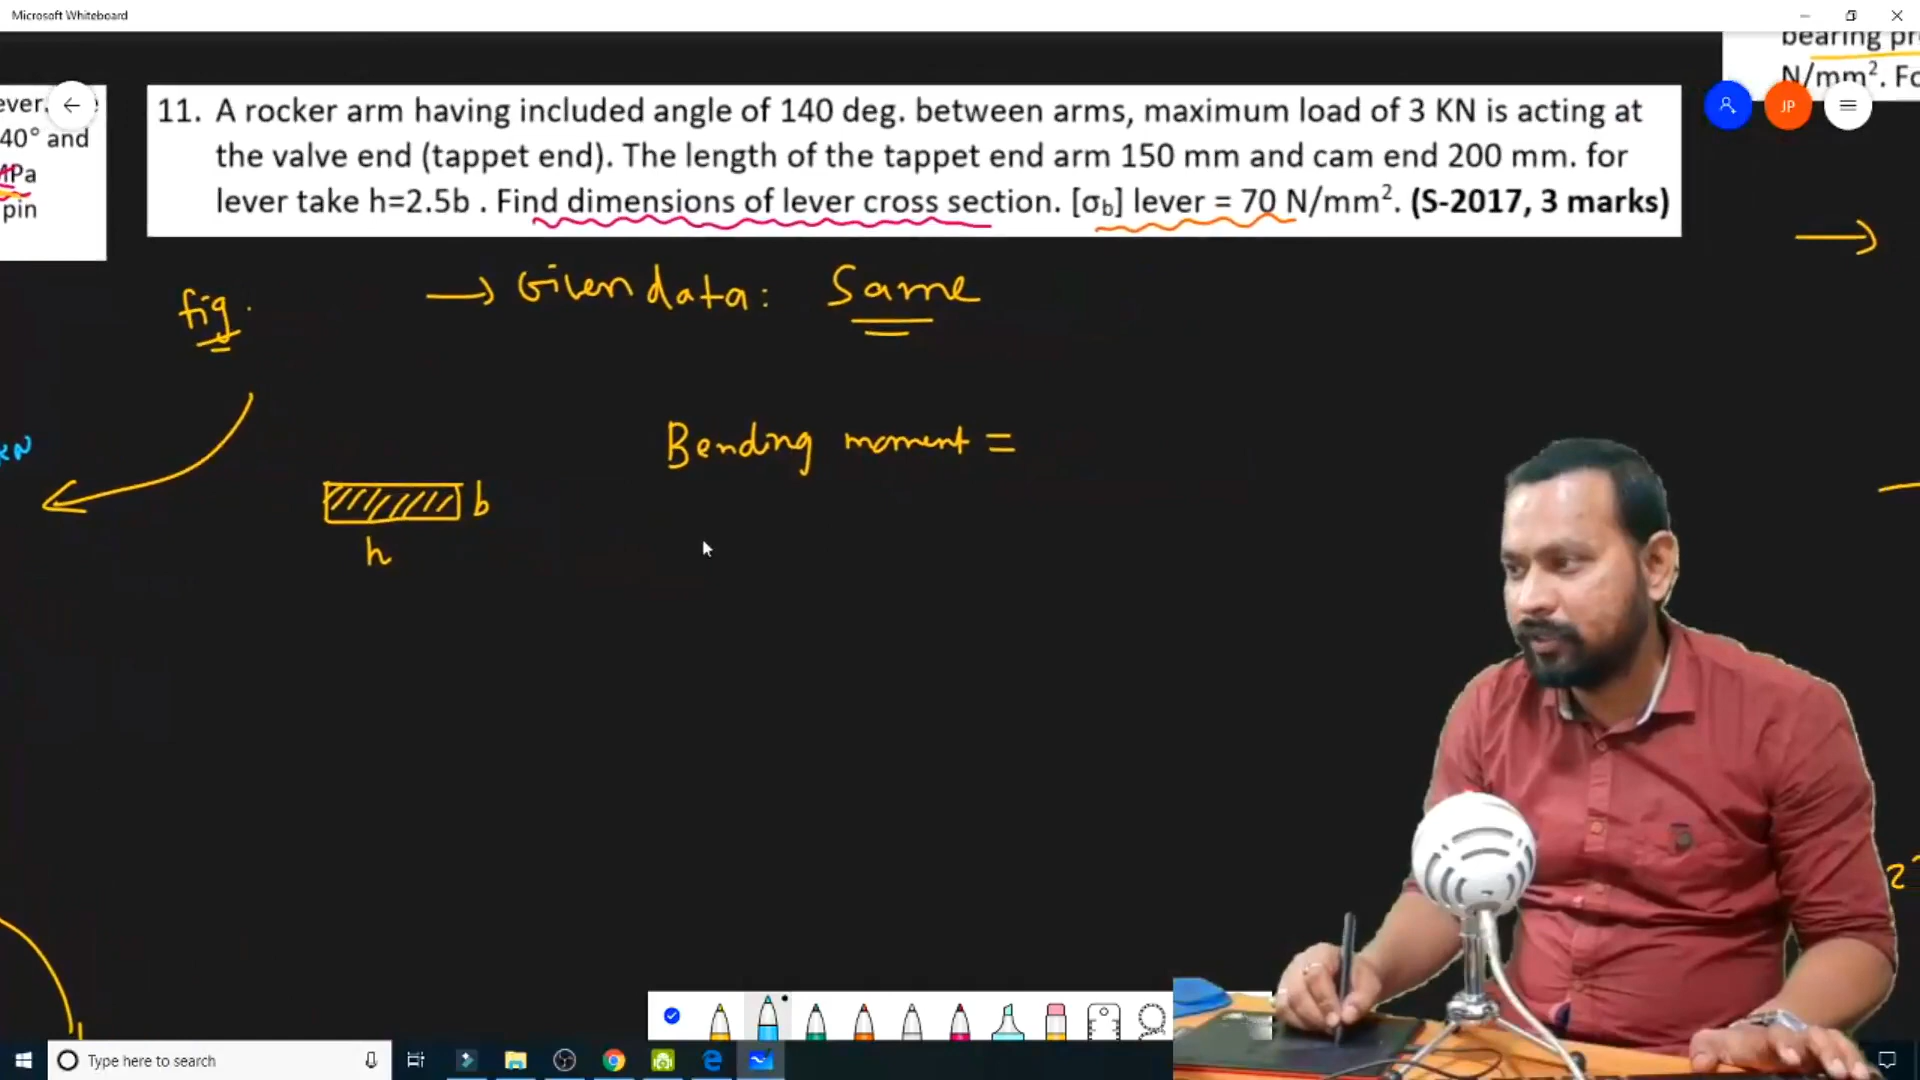 Microsoft Whiteboard
bearing pr
N/mm². Fo
ever
40° and
MPa
pin
11. A rocker arm having included angle of 140 deg. between arms, maximum load of 3 KN is acting at
the valve end (tappet end). The length of the tappet end arm 150 mm and cam end 200 mm. for
lever take h=2.5b . Find dimensions of lever cross section. [σb] lever = 70 N/mm². (S-2017, 3 marks)
JP
fig.
→ Given data: Same
KN
Bending moment =
b
h
Type here to search